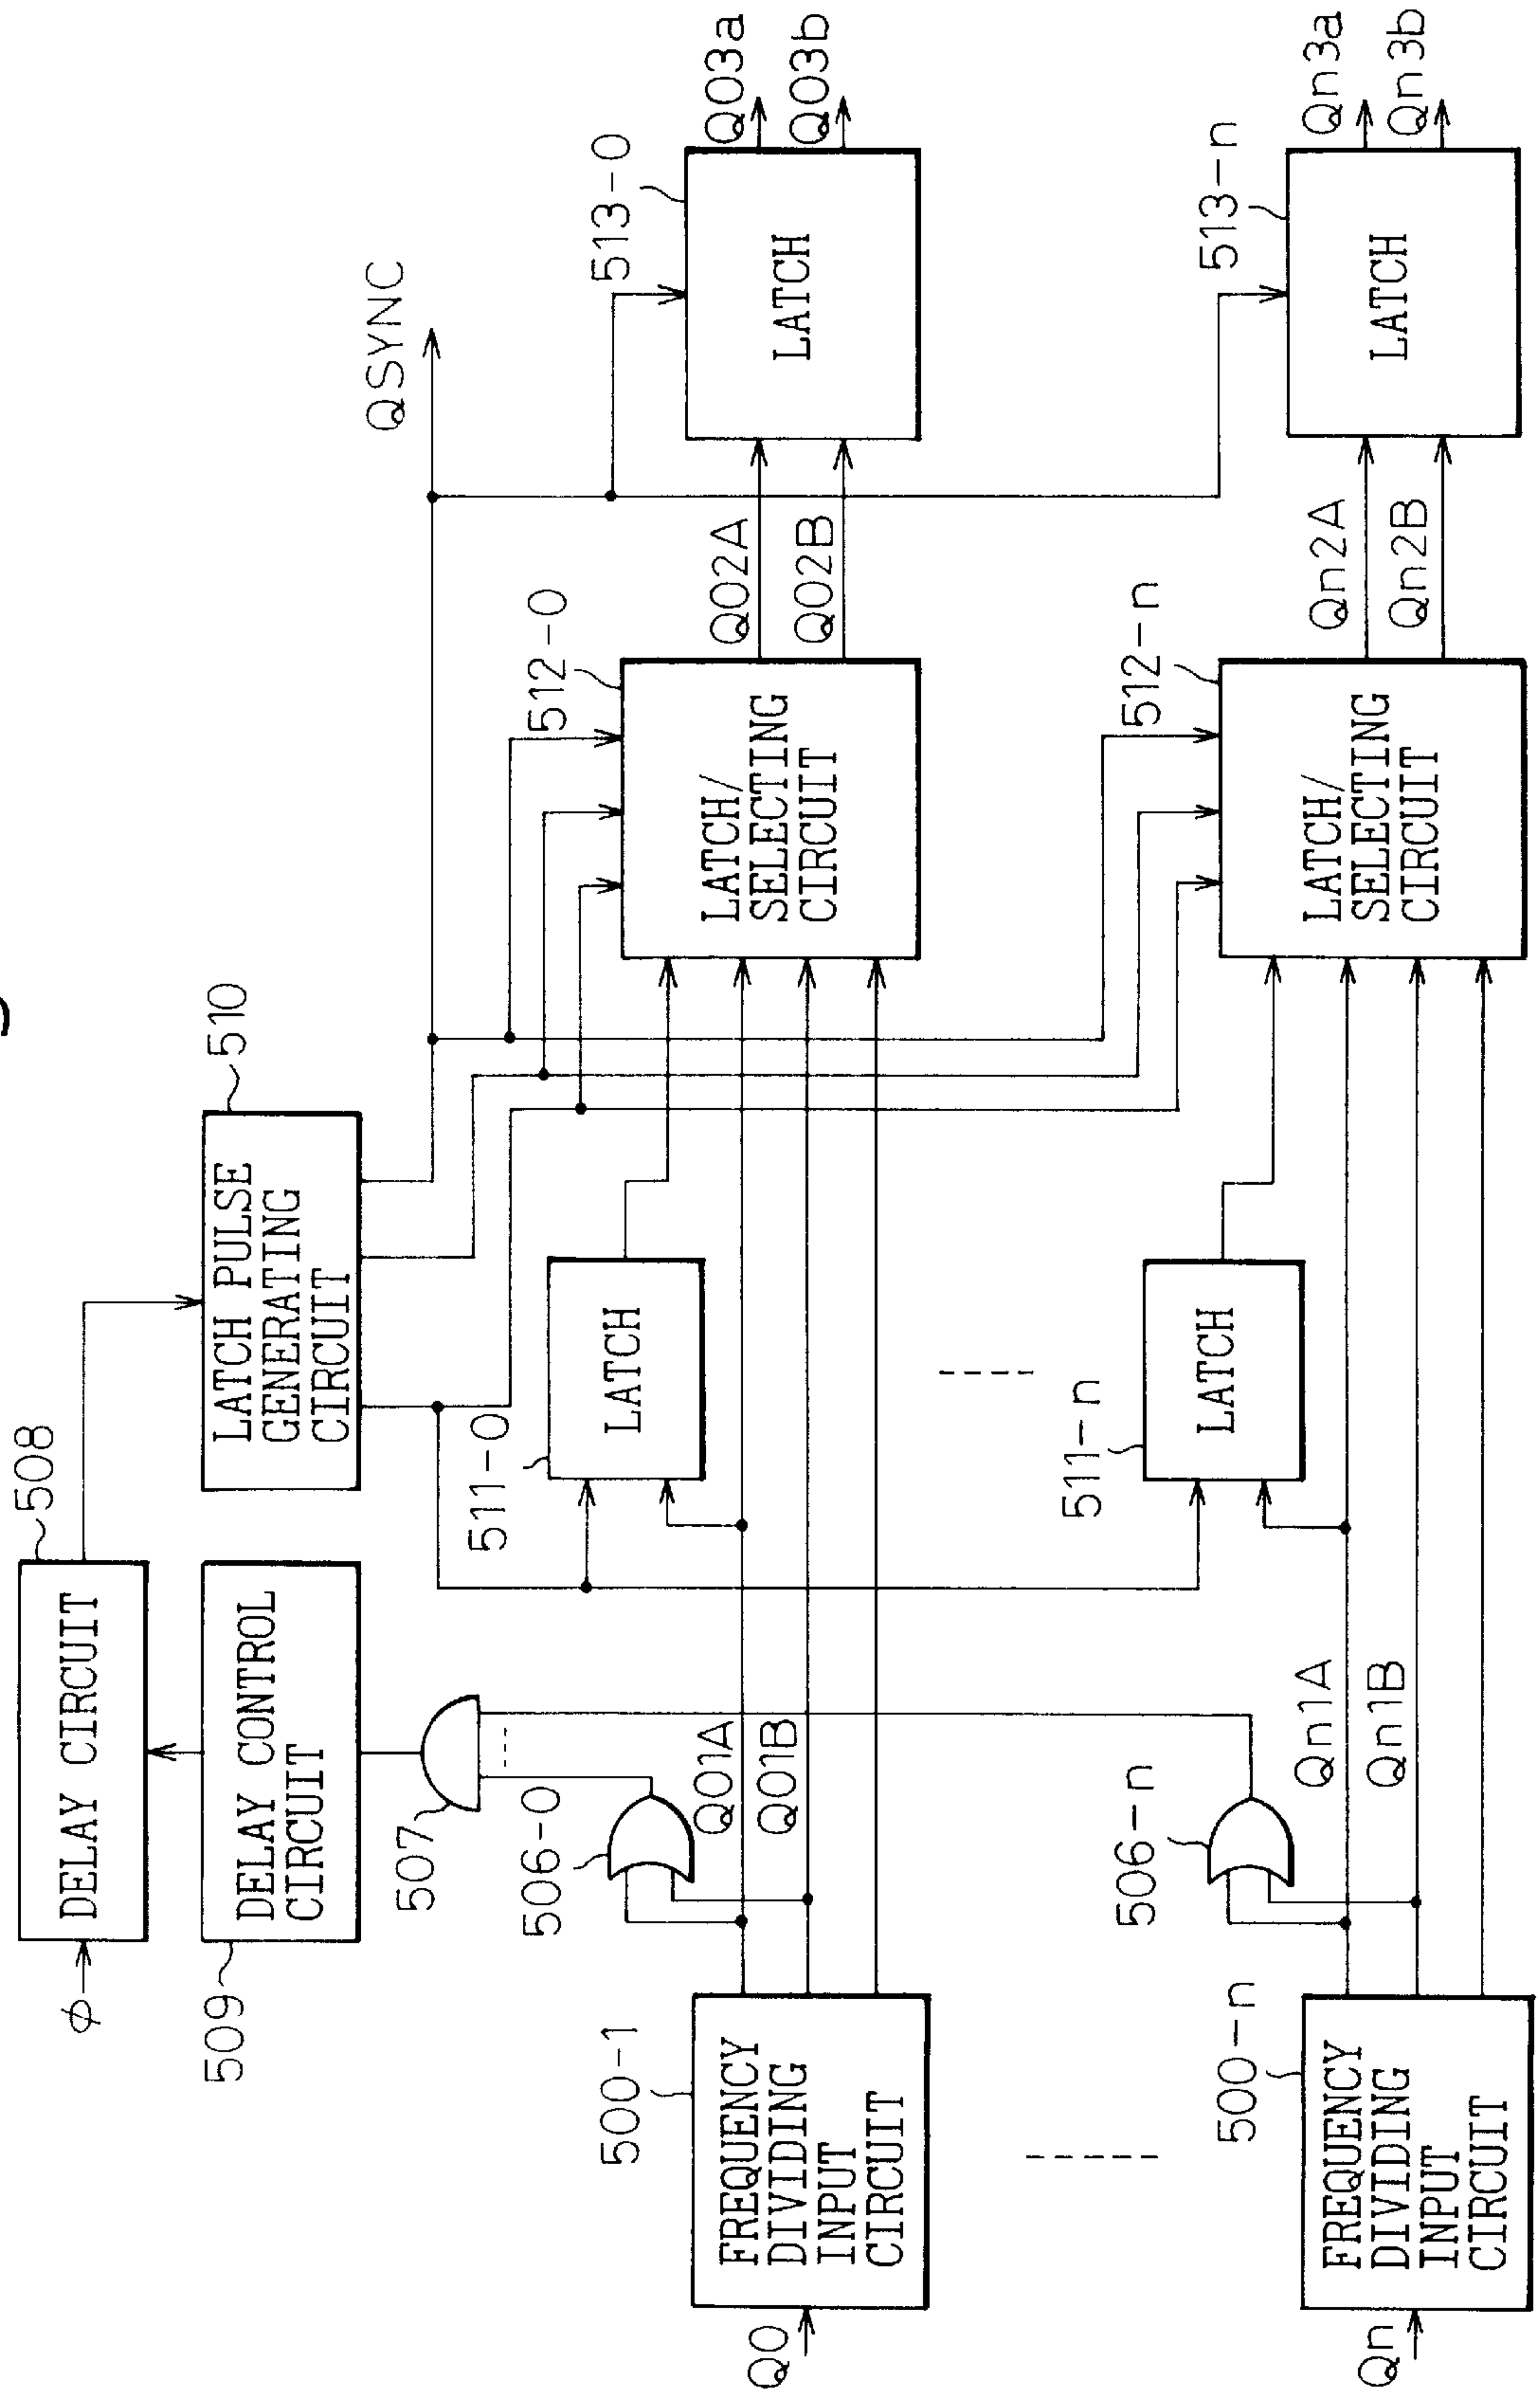 φ
DELAY CIRCUIT
508
509
DELAY CONTROL
CIRCUIT
LATCH PULSE
GENERATING
CIRCUIT
510
QSYNC
507
506-0
511-0
LATCH
512-0
LATCH/
SELECTING
CIRCUIT
513-0
LATCH
Q0
500-1
FREQUENCY
DIVIDING
INPUT
CIRCUIT
Q01A
Q01B
Q02A
Q02B
Q03a
Q03b
506-n
511-n
LATCH
512-n
LATCH/
SELECTING
CIRCUIT
513-n
LATCH
Qn
500-n
FREQUENCY
DIVIDING
INPUT
CIRCUIT
Qn1A
Qn1B
Qn2A
Qn2B
Qn3a
Qn3b